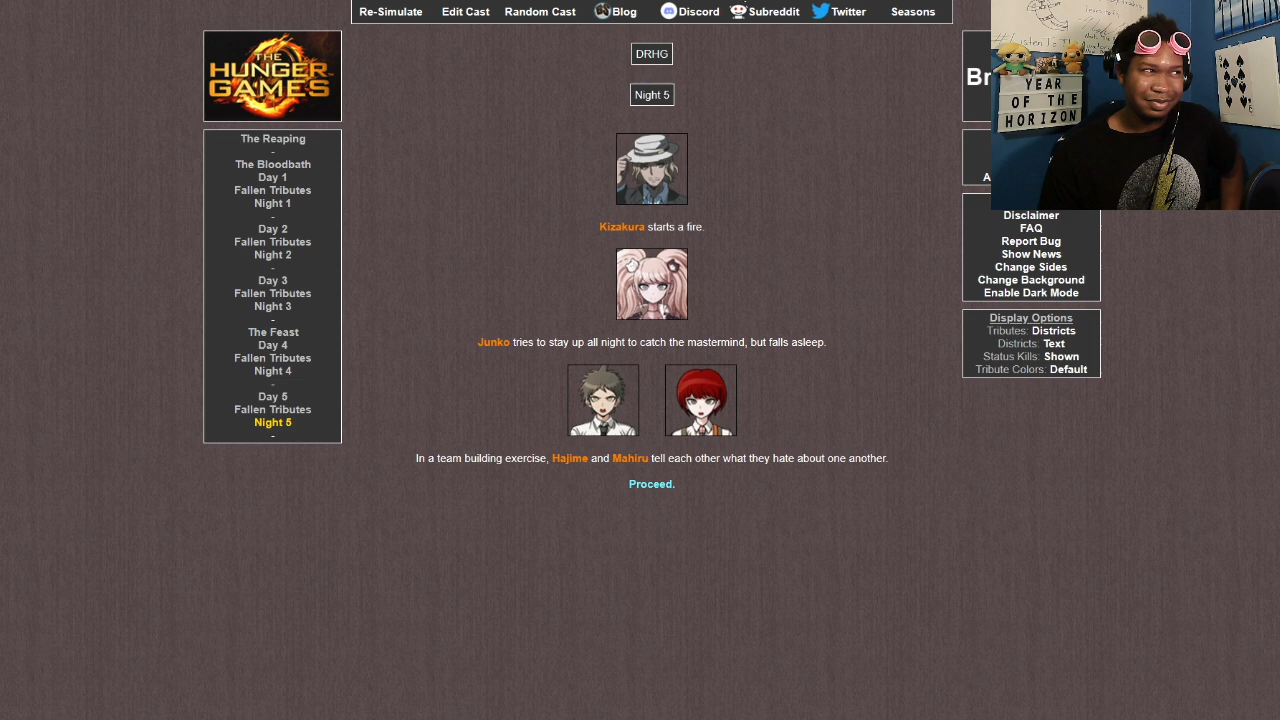 Re-Simulate Edit Cast Random Cast Blog Discord Subreddit Twitter Seasons
THE
HUNGER
GAMES
The Reaping
-
The Bloodbath
Day 1
Fallen Tributes
Night 1
-
Day 2
Fallen Tributes
Night 2
-
Day 3
Fallen Tributes
Night 3
-
The Feast
Day 4
Fallen Tributes
Night 4
-
Day 5
Fallen Tributes
Night 5
-
DRHG
Night 5
Kizakura starts a fire.
Junko tries to stay up all night to catch the mastermind, but falls asleep.
In a team building exercise, Hajime and Mahiru tell each other what they hate about one another.
Proceed.
Br
A
YEAR
OF THE
HORIZON
Disclaimer
FAQ
Report Bug
Show News
Change Sides
Change Background
Enable Dark Mode
Display Options
Tributes: Districts
Districts: Text
Status Kills: Shown
Tribute Colors: Default